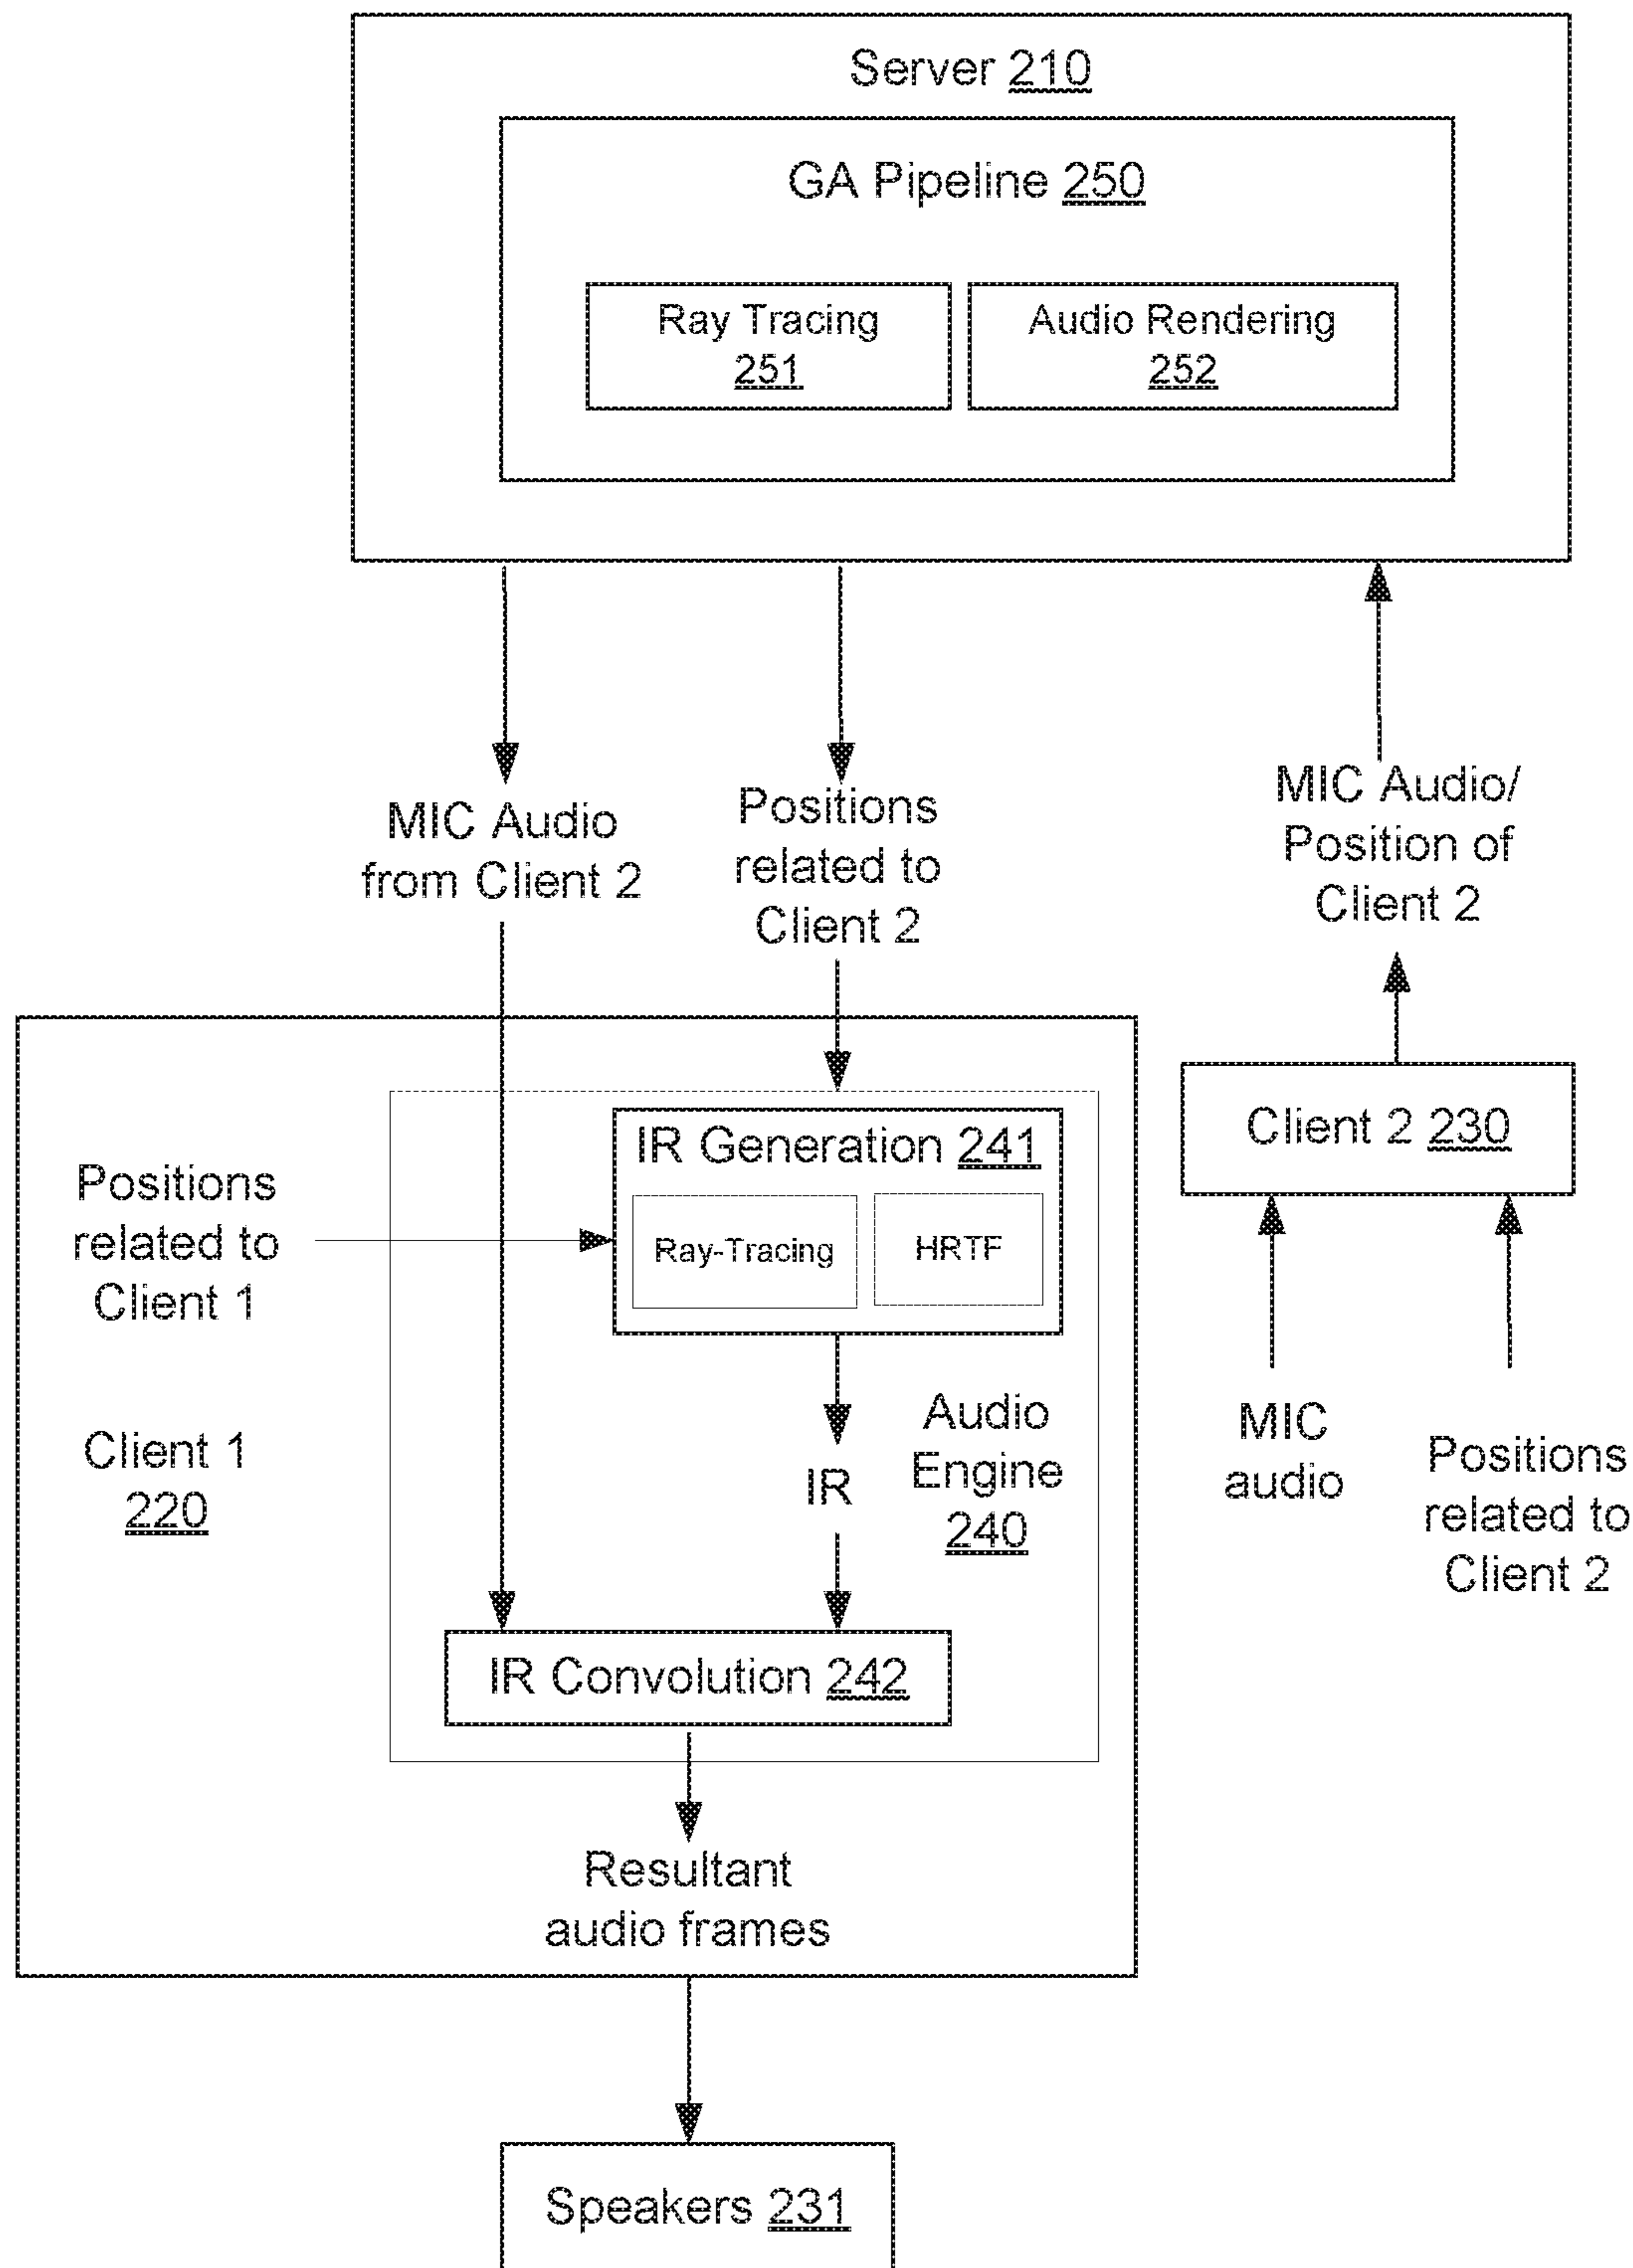 Server 210
GA Pipeline 250
Ray Tracing
251
Audio Rendering
252
MIC Audio
from Client 2
Positions
related to
Client 2
MIC Audio/
Position of
Client 2
Client 2 230
MIC
audio
Positions
related to
Client 2
Positions
related to
Client 1
Client 1
220
IR Generation 241
Ray-Tracing
HRTF
IR
Audio
Engine
240
IR Convolution 242
Resultant
audio frames
Speakers 231